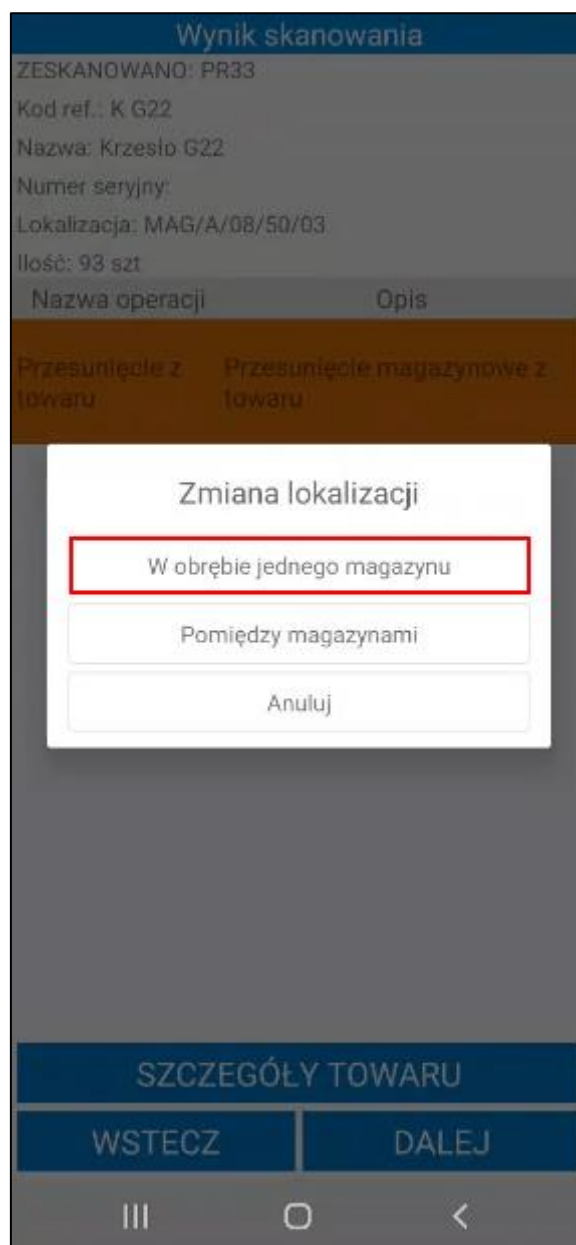 Wynik skanowania
ZESKANOWANO: PR33
Kod ref.: K G22
Nazwa: Krzesło G22
Numer seryjny:
Lokalizacja: MAG/A/08/50/03
Ilość: 93 szt
Nazwa operacji Opis
Przesunięcie z Przesunięcie magazynowe z
towaru towaru
Zmiana lokalizacji
W obrębie jednego magazynu
Pomiędzy magazynami
Anuluj
SZCZEGÓŁY TOWARU
WSTECZ DALEJ